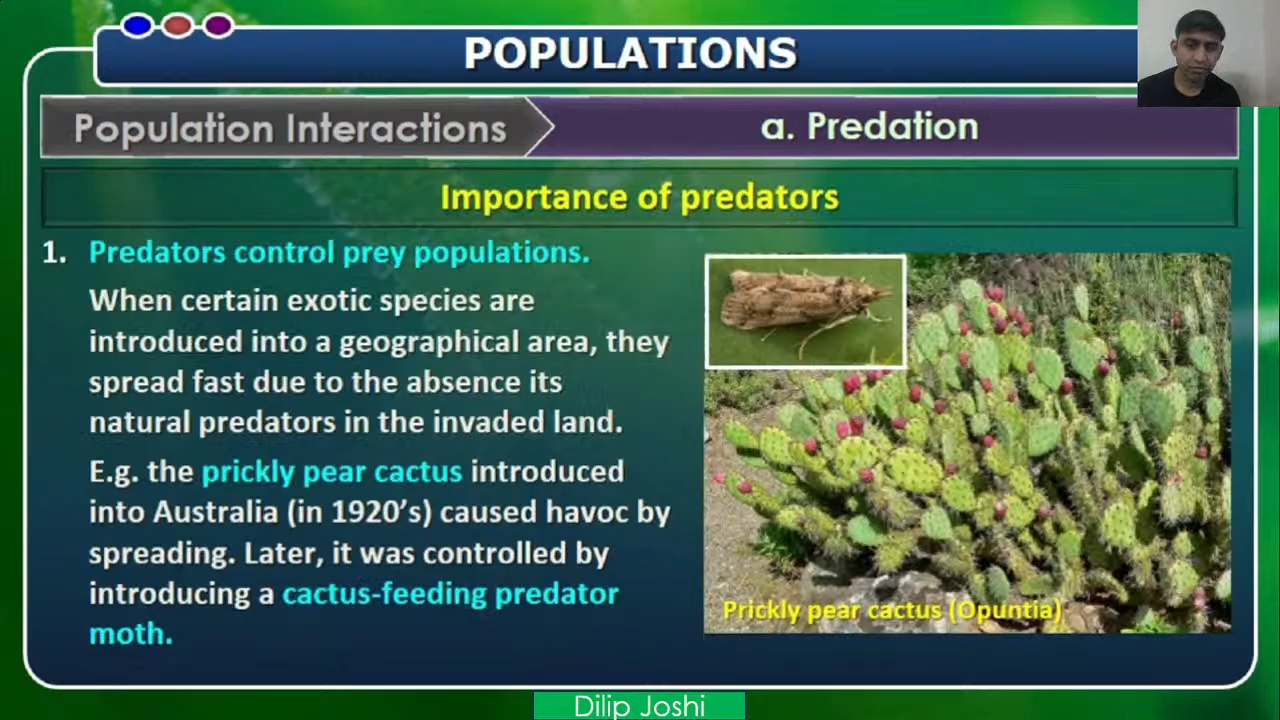 POPULATIONS
Population Interactions
a. Predation
Importance of predators
1. Predators control prey populations.
When certain exotic species are
introduced into a geographical area, they
spread fast due to the absence its
natural predators in the invaded land.
E.g. the prickly pear cactus introduced
into Australia (in 1920’s) caused havoc by
spreading. Later, it was controlled by
introducing a cactus-feeding predator
moth.
Prickly pear cactus (Opuntia)
Dilip Joshi